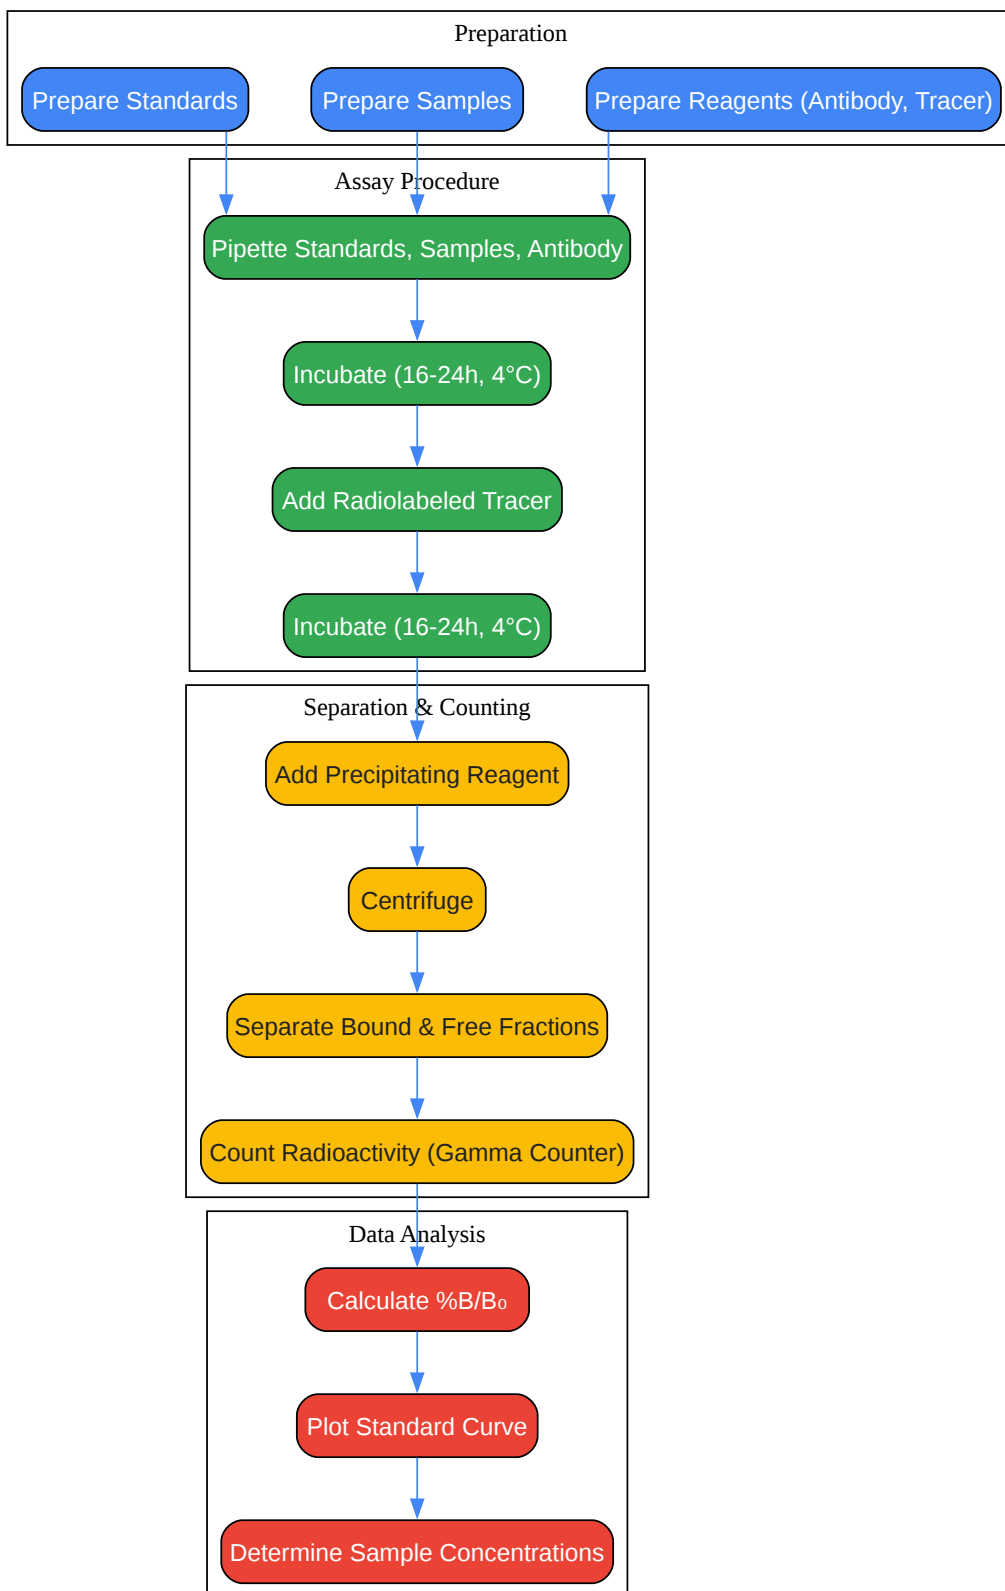 Preparation
Prepare Standards
Prepare Samples
Prepare Reagents (Antibody, Tracer)
Assay Procedure
Pipette Standards, Samples, Antibody
Incubate (16-24h, 4°C)
Add Radiolabeled Tracer
Incubate (16-24h, 4°C)
Separation & Counting
Add Precipitating Reagent
Centrifuge
Separate Bound & Free Fractions
Count Radioactivity (Gamma Counter)
Data Analysis
Calculate %B/B₀
Plot Standard Curve
Determine Sample Concentrations